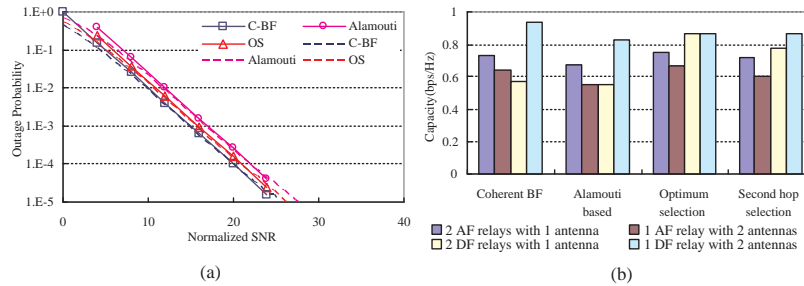 1.E+0
1.E-1
1.E-2
1.E-3
1.E-4
1.E-5
Outage Probability
0 10 20 30 40
Normalized SNR
C-BF Alamouti
OS C-BF
Alamouti OS
(a)
1
0.8
0.6
0.4
0.2
0
Capacity(bps/Hz)
Coherent BF Alamouti based Optimum selection Second hop selection
2 AF relays with 1 antenna 1 AF relay with 2 antennas
2 DF relays with 1 antenna 1 DF relay with 2 antennas
(b)